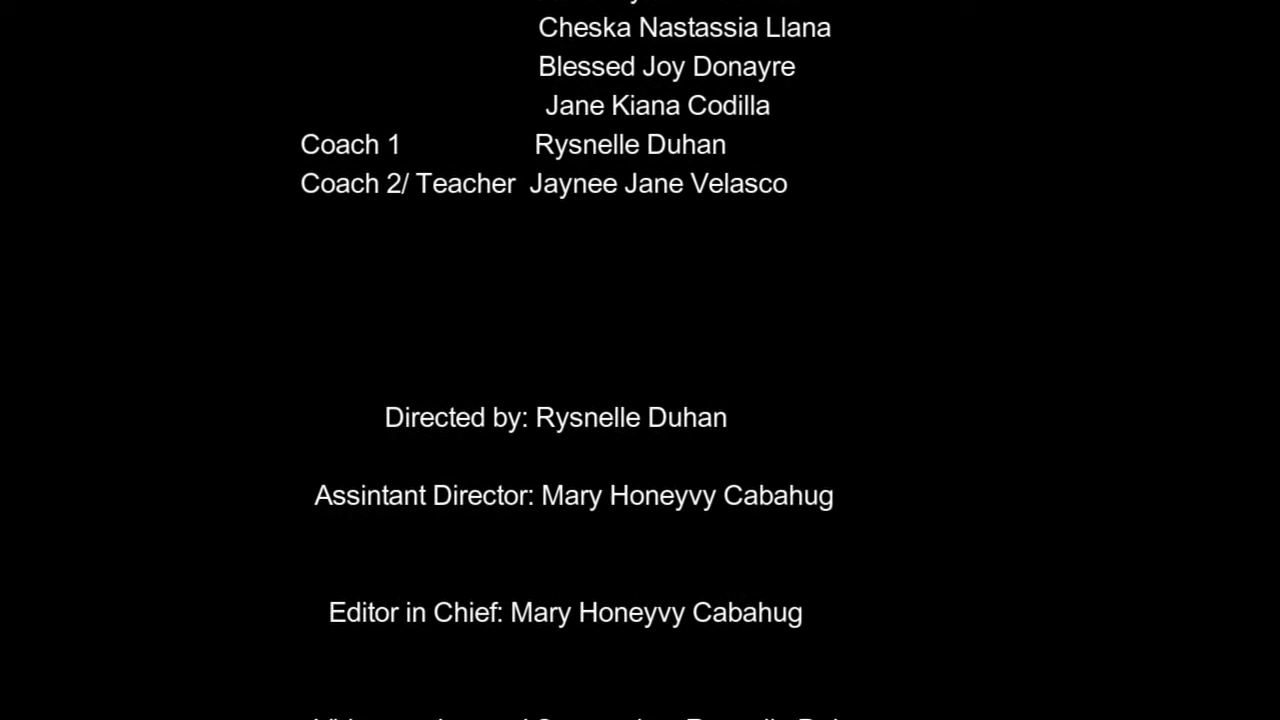 Cheska Nastassia Llana
Blessed Joy Donayre
Jane Kiana Codilla
Coach 1 Rysnelle Duhan
Coach 2/ Teacher Jaynee Jane Velasco
Directed by: Rysnelle Duhan
Assintant Director: Mary Honeyvy Cabahug
Editor in Chief: Mary Honeyvy Cabahug